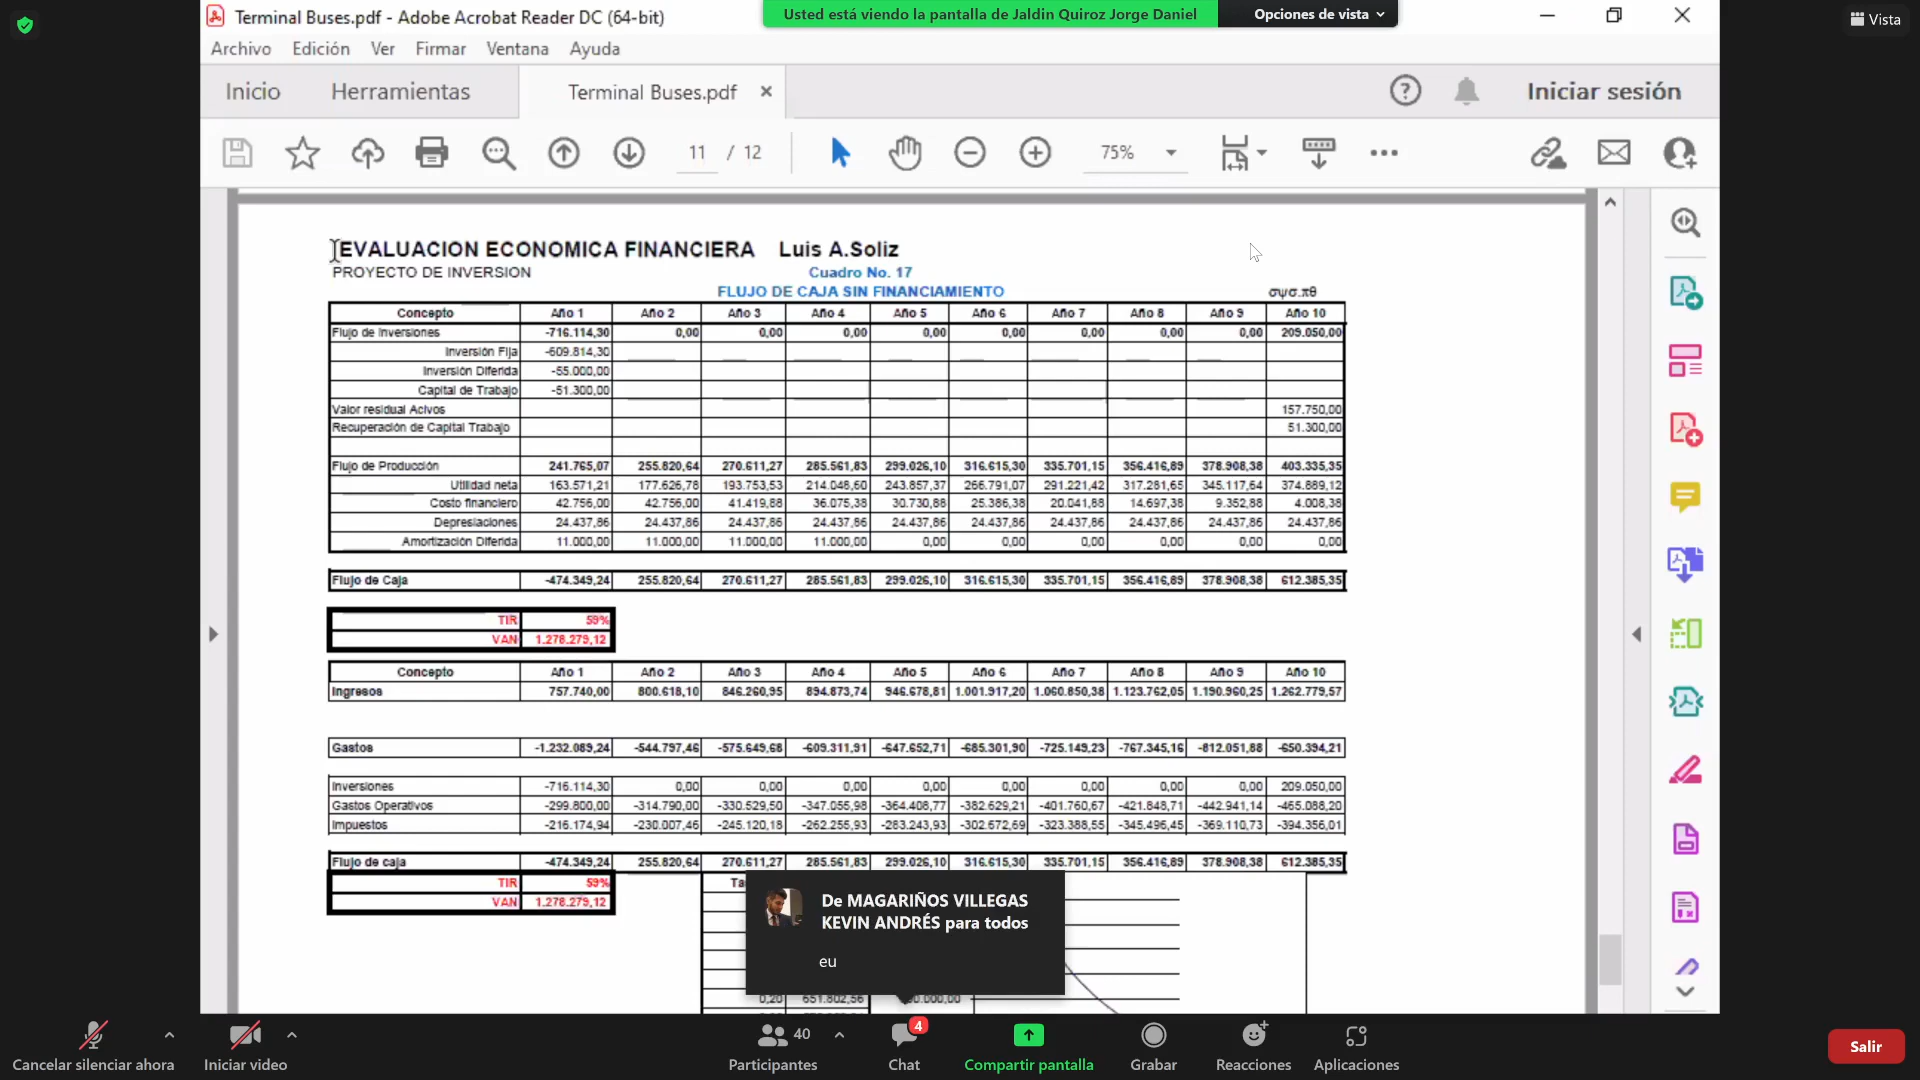 Terminal Buses.pdf - Adobe Acrobat Reader DC (64-bit)
Usted está viendo la pantalla de Jaldin Quiroz Jorge Daniel
Opciones de vista
Vista
Archivo Edición Ver Firmar Ventana Ayuda
Inicio Herramientas Terminal Buses.pdf Iniciar sesión
11 / 12 75%
EVALUACION ECONOMICA FINANCIERA Luis A.Soliz
PROYECTO DE INVERSION Cuadro No. 17
FLUJO DE CAJA SIN FINANCIAMIENTO σψσ.πθ
Concepto Año 1 Año 2 Año 3 Año 4 Año 5 Año 6 Año 7 Año 8 Año 9 Año 10
Flujo de Inversiones -716.114,30 0,00 0,00 0,00 0,00 0,00 0,00 0,00 0,00 209.050,00
Inversión Fija -609.814,30
Inversión Diferida -55.000,00
Capital de Trabajo -51.300,00
Valor residual Acivos 157.750,00
Recuperación de Capital Trabajo 51.300,00
Flujo de Producción 241.765,07 255.820,64 270.611,27 285.561,83 299.026,10 316.615,30 335.701,15 356.416,89 378.908,38 403.335,35
Utilidad neta 163.571,21 177.626,78 193.753,53 214.048,60 243.857,37 266.791,07 291.221,42 317.281,65 345.117,64 374.889,12
Costo financiero 42.756,00 42.756,00 41.419,88 36.075,38 30.730,88 25.386,38 20.041,88 14.697,38 9.352,88 4.008,38
Depresiaciones 24.437,86 24.437,86 24.437,86 24.437,86 24.437,86 24.437,86 24.437,86 24.437,86 24.437,86 24.437,86
Amortización Diferida 11.000,00 11.000,00 11.000,00 11.000,00 0,00 0,00 0,00 0,00 0,00 0,00
Flujo de Caja -474.349,24 255.820,64 270.611,27 285.561,83 299.026,10 316.615,30 335.701,15 356.416,89 378.908,38 612.385,35
TIR 59%
VAN 1.278.279,12
Concepto Año 1 Año 2 Año 3 Año 4 Año 5 Año 6 Año 7 Año 8 Año 9 Año 10
Ingresos 757.740,00 800.618,10 846.260,95 894.873,74 946.678,81 1.001.917,20 1.060.850,38 1.123.762,05 1.190.960,25 1.262.779,57
Gastos -1.232.089,24 -544.797,46 -575.649,68 -609.311,91 -647.652,71 -685.301,90 -725.149,23 -767.345,16 -812.051,88 -650.394,21
Inversiones -716.114,30 0,00 0,00 0,00 0,00 0,00 0,00 0,00 0,00 209.050,00
Gastos Operativos -299.800,00 -314.790,00 -330.529,50 -347.055,98 -364.408,77 -382.629,21 -401.760,67 -421.848,71 -442.941,14 -465.088,20
Impuestos -216.174,94 -230.007,46 -245.120,18 -262.255,93 -283.243,93 -302.672,69 -323.388,55 -345.496,45 -369.110,73 -394.356,01
Flujo de caja -474.349,24 255.820,64 270.611,27 285.561,83 299.026,10 316.615,30 335.701,15 356.416,89 378.908,38 612.385,35
TIR 59%
VAN 1.278.279,12
De MAGARIÑOS VILLEGAS
KEVIN ANDRÉS para todos
eu
0,20 651.802,56
Cancelar silenciar ahora Iniciar video 40 Participantes 4 Chat Compartir pantalla Grabar Reacciones Aplicaciones Salir